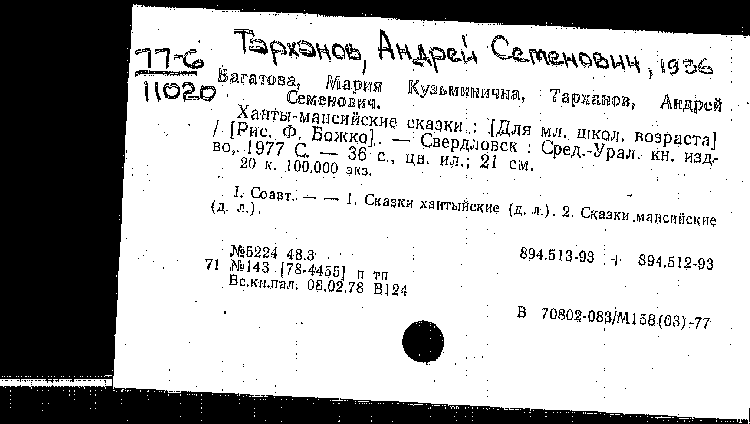 77-6
11020
Тарханов, Андрей Семенович, 1936
Багатова, Мария Кузьминична, Тарханов, Андрей
Семенович.
Ханты-мансийские сказки : [Для мл. школ. возраста]
/ [Рис. Ф. Божко]. — Свердловск : Сред.-Урал. кн. изд-
во, 1977 С. — 36 с., цв. ил.; 21 см.
20 к. 100.000 экз.
I. Соавт. — — 1. Сказки хантыйские (д. л.). 2. Сказки мансийские
(д. л.).
№5224 48.3 894.513-93 + 894.512-93
71 №143 [78-4455] п тп
Вс.кн.пал. 08.02.78 В124
В 70802-083/М158(03)-77